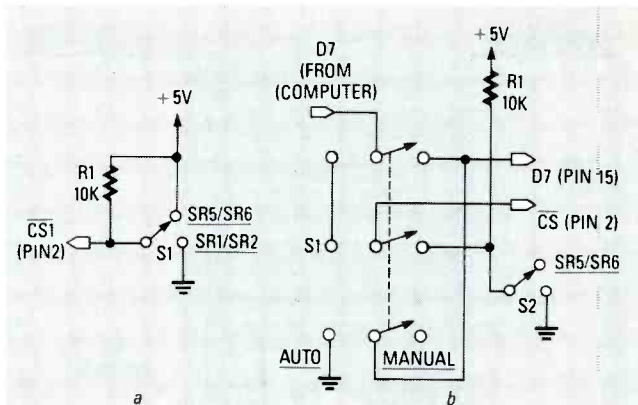 +5V
R1
10K
CS1
(PIN2)
SR5/SR6
S1
SR1/SR2
a
D7
(FROM
(COMPUTER)
+5V
R1
10K
D7 (PIN 15)
CS (PIN 2)
S1
SR5/SR6
S2
AUTO
MANUAL
b